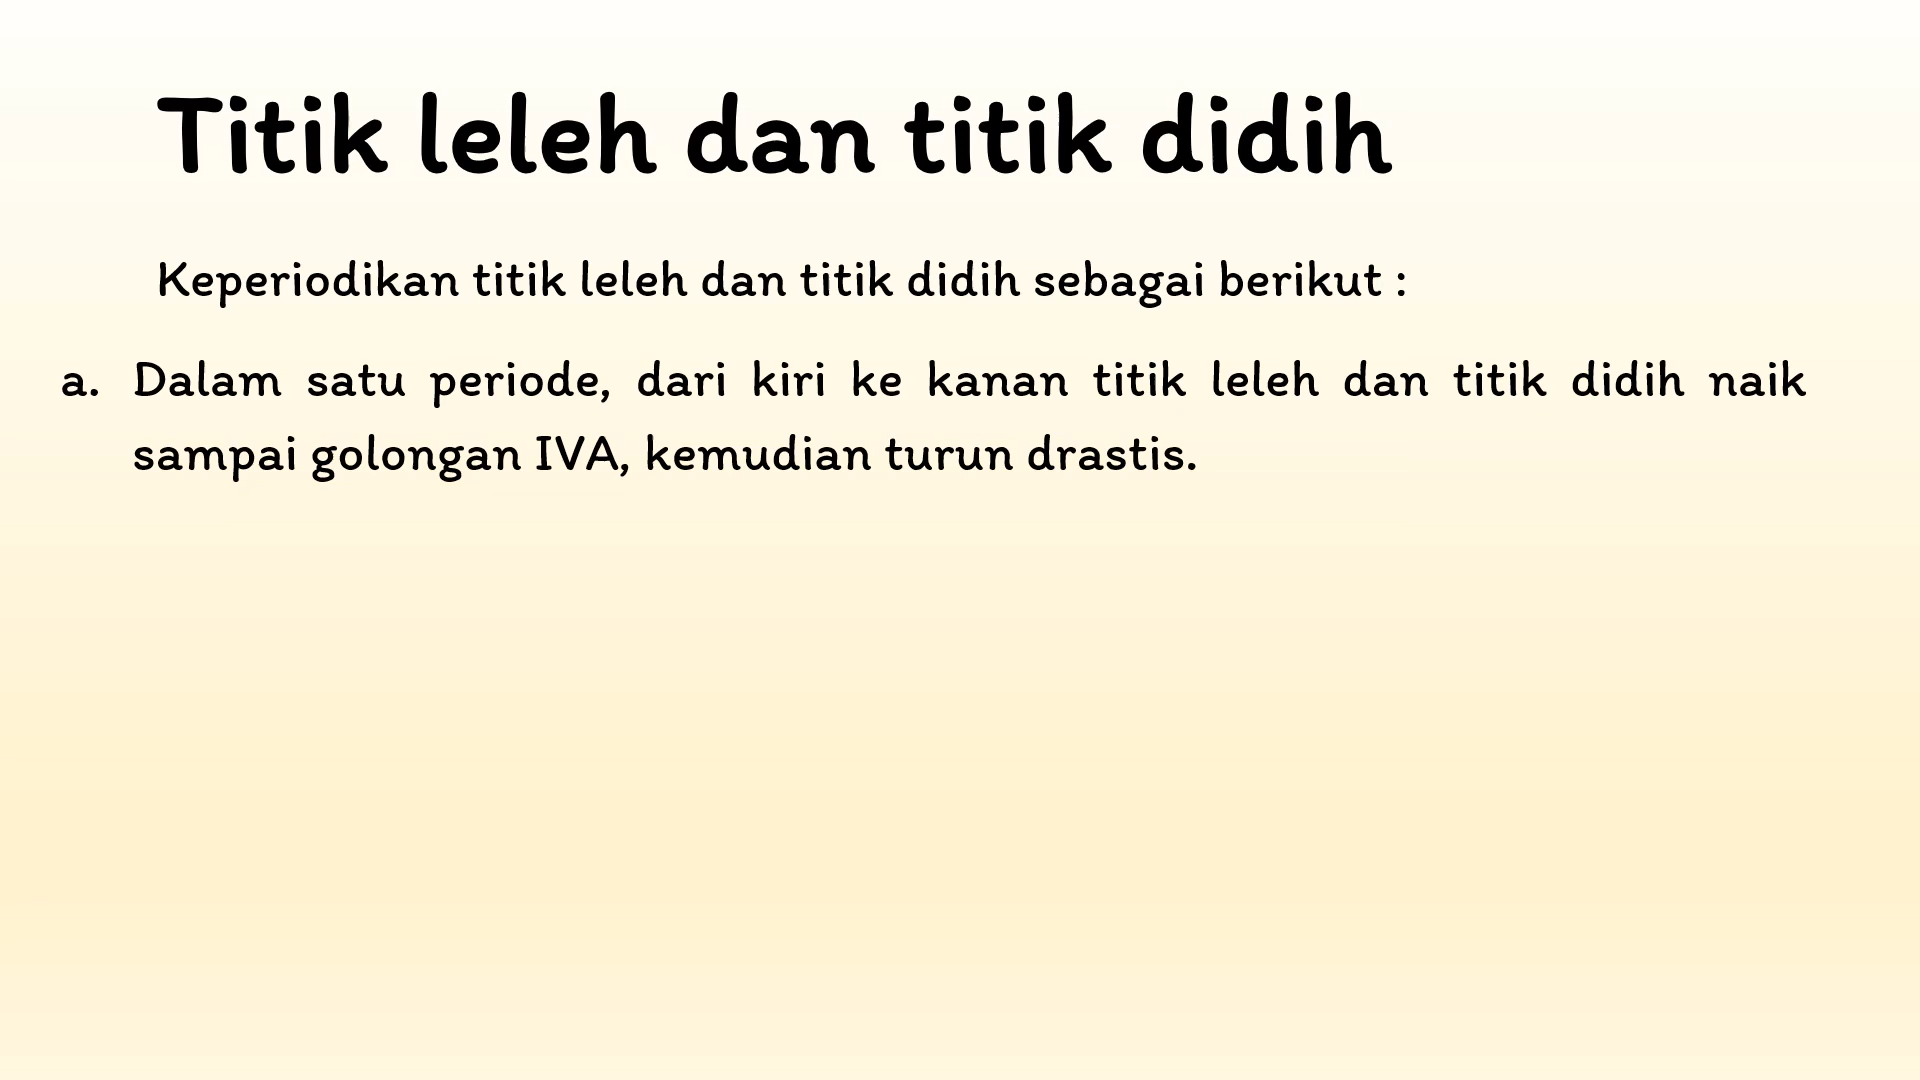 Titik leleh dan titik didih
Keperiodikan titik leleh dan titik didih sebagai berikut :
a. Dalam satu periode, dari kiri ke kanan titik leleh dan titik didih naik
sampai golongan IVA, kemudian turun drastis.